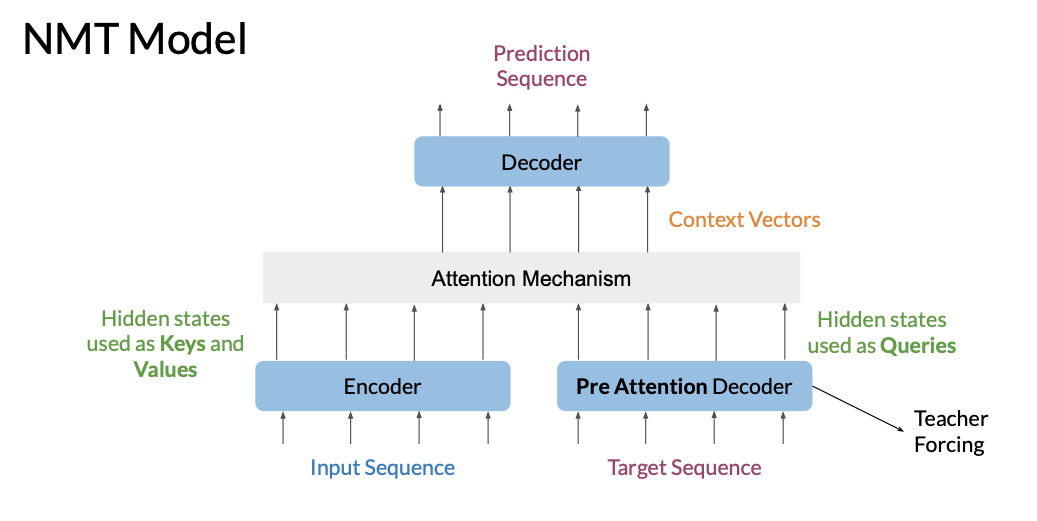 NMT Model
Prediction
Sequence
Decoder
Context Vectors
Attention Mechanism
Hidden states
used as Keys and
Values
Hidden states
used as Queries
Encoder
Pre Attention Decoder
Teacher
Forcing
Input Sequence
Target Sequence